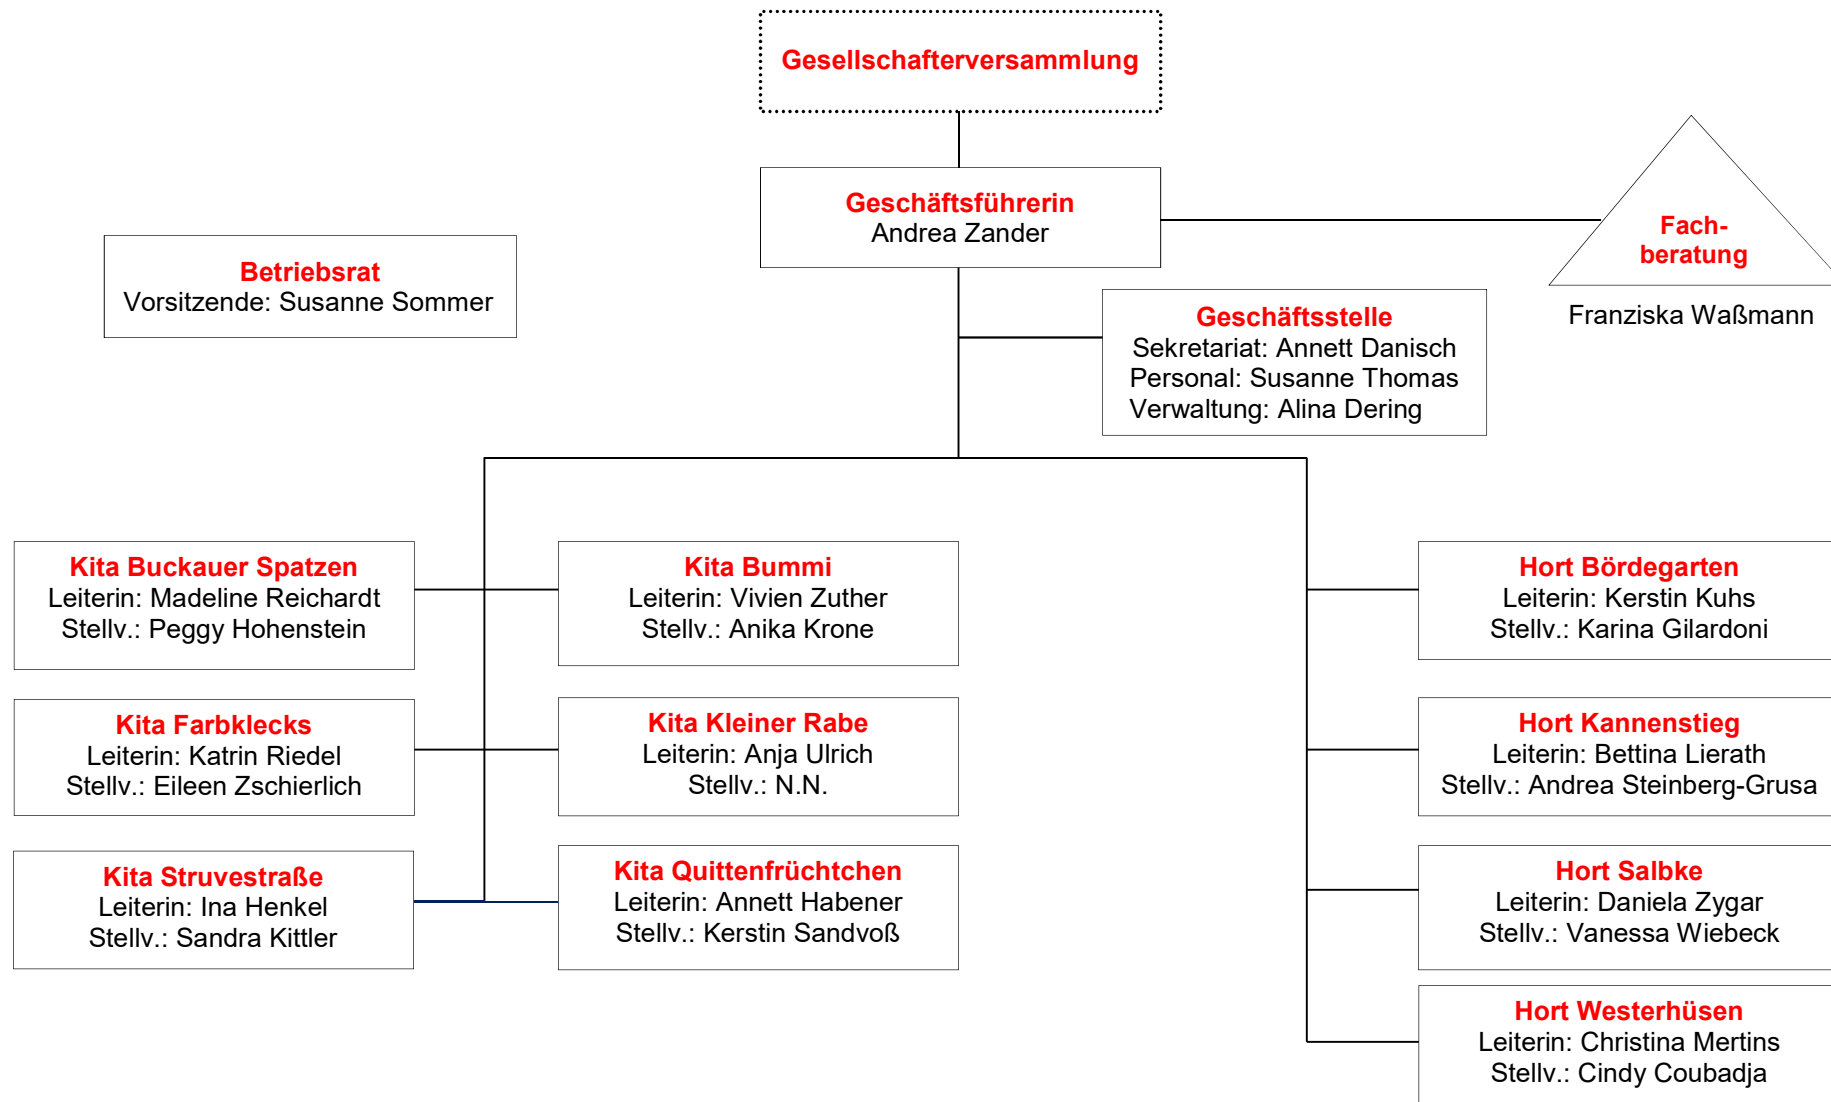 Gesellschafterversammlung
Geschäftsführerin
Andrea Zander
Fach-
beratung
Franziska Waßmann
Betriebsrat
Vorsitzende: Susanne Sommer
Geschäftsstelle
Sekretariat: Annett Danisch
Personal: Susanne Thomas
Verwaltung: Alina Dering
Kita Buckauer Spatzen
Leiterin: Madeline Reichardt
Stellv.: Peggy Hohenstein
Kita Bummi
Leiterin: Vivien Zuther
Stellv.: Anika Krone
Hort Bördegarten
Leiterin: Kerstin Kuhs
Stellv.: Karina Gilardoni
Kita Farbklecks
Leiterin: Katrin Riedel
Stellv.: Eileen Zschierlich
Kita Kleiner Rabe
Leiterin: Anja Ulrich
Stellv.: N.N.
Hort Kannenstieg
Leiterin: Bettina Lierath
Stellv.: Andrea Steinberg-Grusa
Kita Struvestraße
Leiterin: Ina Henkel
Stellv.: Sandra Kittler
Kita Quittenfrüchtchen
Leiterin: Annett Habener
Stellv.: Kerstin Sandvoß
Hort Salbke
Leiterin: Daniela Zygar
Stellv.: Vanessa Wiebeck
Hort Westerhüsen
Leiterin: Christina Mertins
Stellv.: Cindy Coubadja